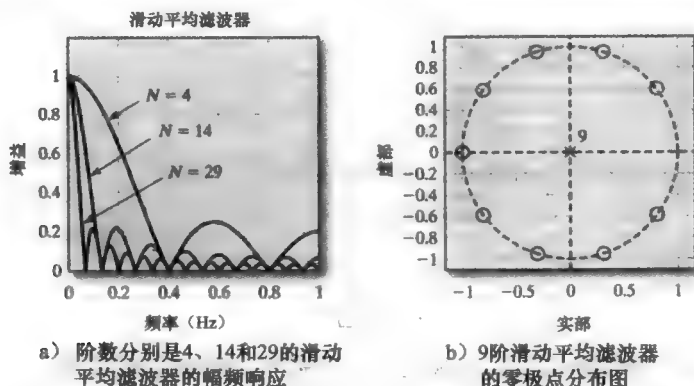 滑动平均滤波器
1
0.8
0.6
0.4
0.2
0
N = 4
N = 14
N = 29
增益
0 0.2 0.4 0.6 0.8 1
频率（Hz）
a） 阶数分别是4、14和29的滑动
平均滤波器的幅频响应
1
0.8
0.6
0.4
0.2
0
−0.2
−0.4
−0.6
−0.8
−1
虚部
9
−1 −0.5 0 0.5 1
实部
b） 9阶滑动平均滤波器
的零极点分布图